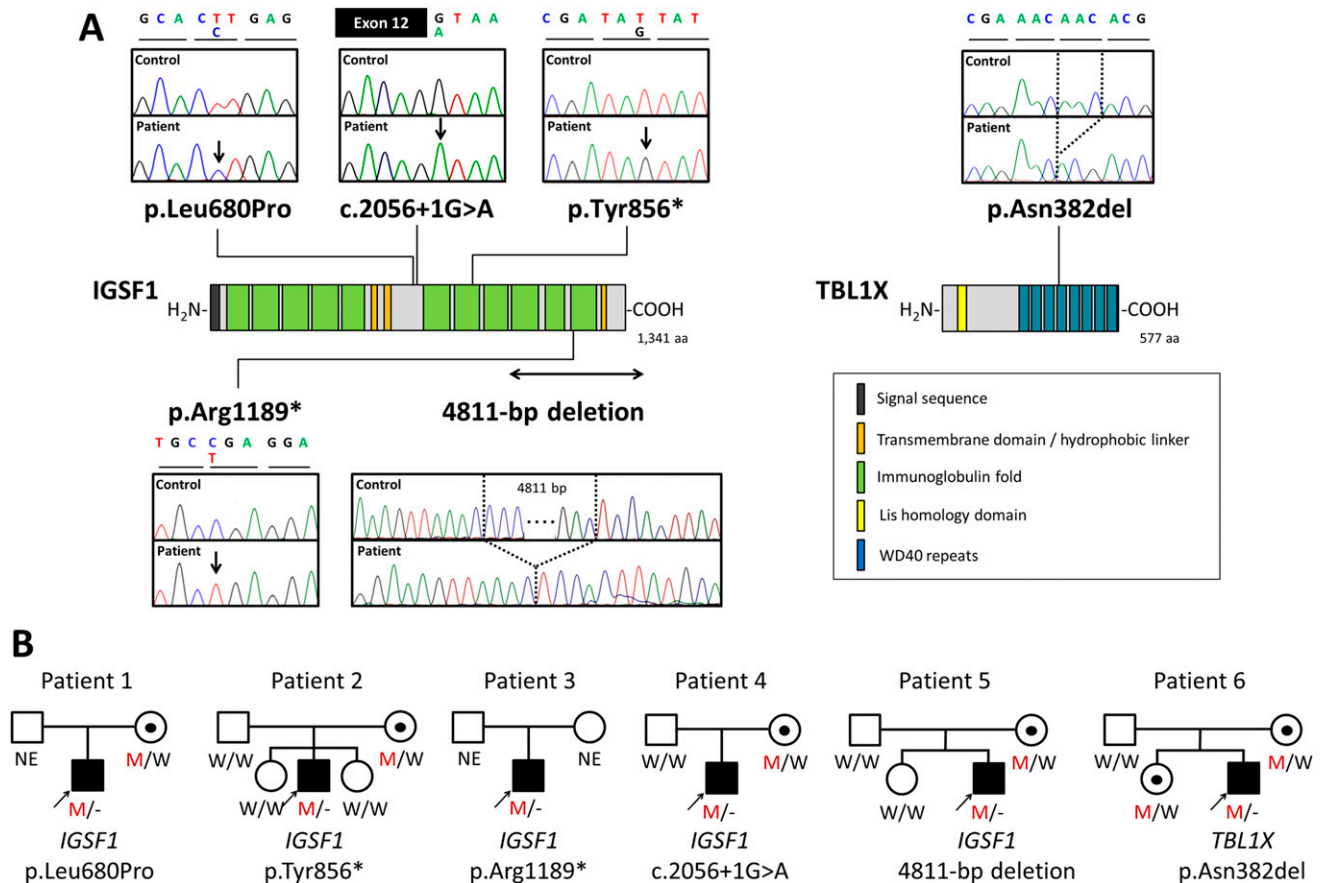 A
G C A C T T G A G
C
Exon 12 G T A A
A
C G A T A T T A T
G
C G A A A C A A C A C G
Control
Patient
Control
Patient
Control
Patient
Control
Patient
p.Leu680Pro
c.2056+1G>A
p.Tyr856*
p.Asn382del
IGSF1
H2N-
-COOH
1,341 aa
TBL1X
H2N-
-COOH
577 aa
p.Arg1189*
4811-bp deletion
T G C C G A G G A
T
Control
Patient
Control
4811 bp
Patient
Signal sequence
Transmembrane domain / hydrophobic linker
Immunoglobulin fold
Lis homology domain
WD40 repeats
B
Patient 1
NE
M/W
M/-
IGSF1
p.Leu680Pro
Patient 2
W/W
M/W
W/W
M/-
W/W
IGSF1
p.Tyr856*
Patient 3
NE
NE
M/-
IGSF1
p.Arg1189*
Patient 4
W/W
M/W
M/-
IGSF1
c.2056+1G>A
Patient 5
W/W
M/W
W/W
M/-
IGSF1
4811-bp deletion
Patient 6
W/W
M/W
M/W
M/-
TBL1X
p.Asn382del